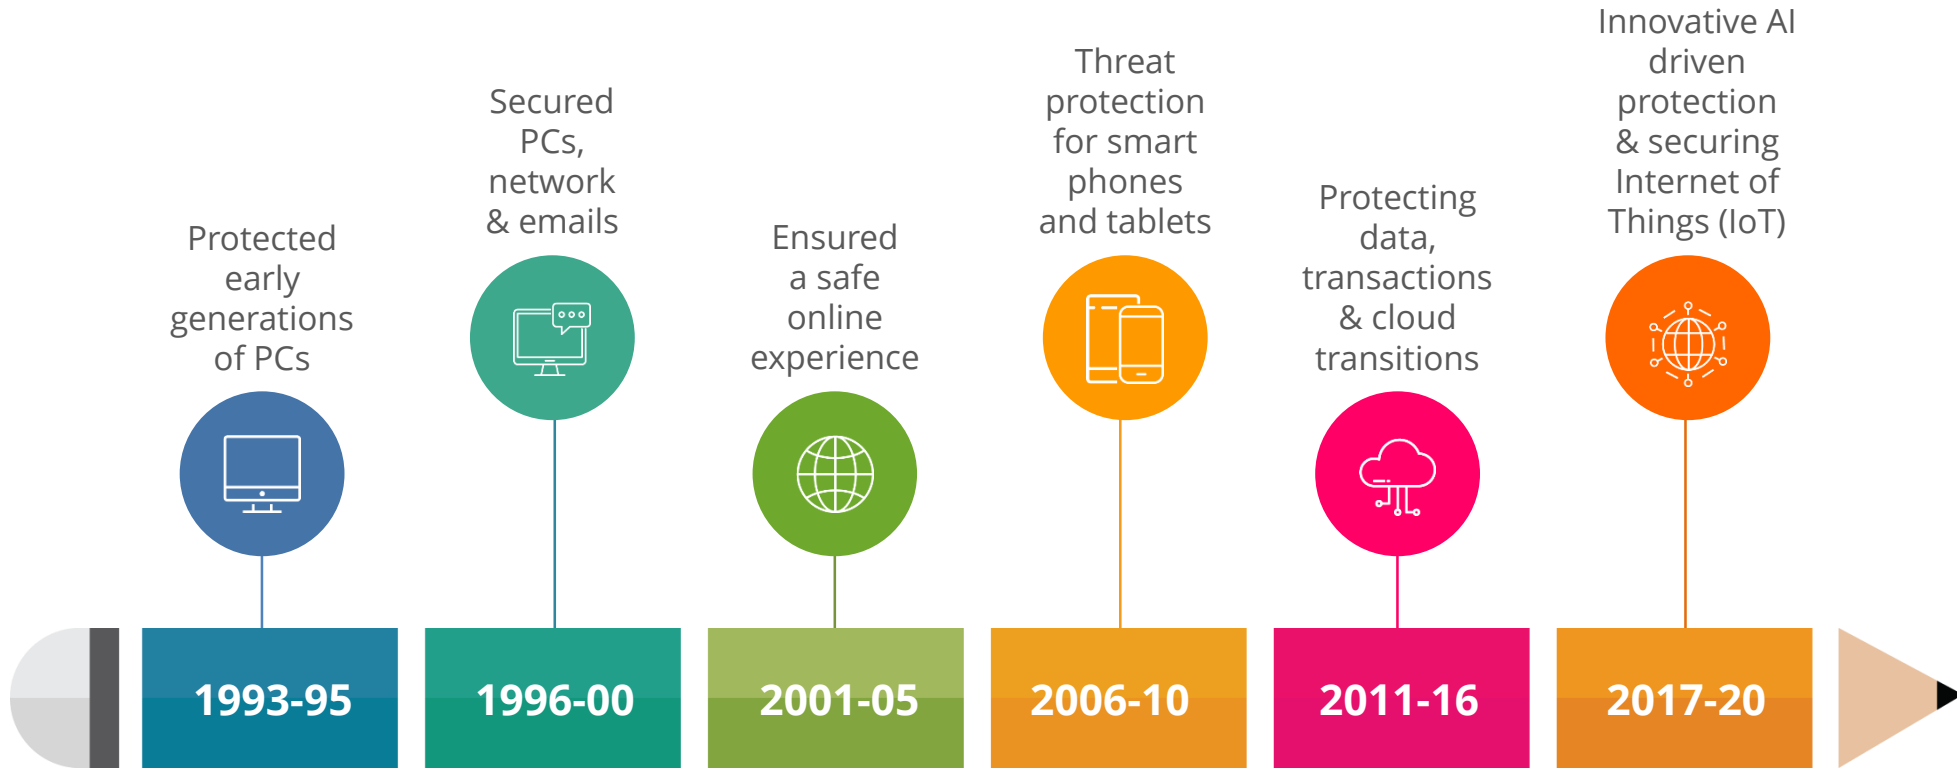 Protected
early
generations
of PCs
Secured
PCs,
network
& emails
Ensured
a safe
online
experience
Threat
protection
for smart
phones
and tablets
Protecting
data,
transactions
& cloud
transitions
Innovative AI
driven
protection
& securing
Internet of
Things (IoT)
1993-95
1996-00
2001-05
2006-10
2011-16
2017-20